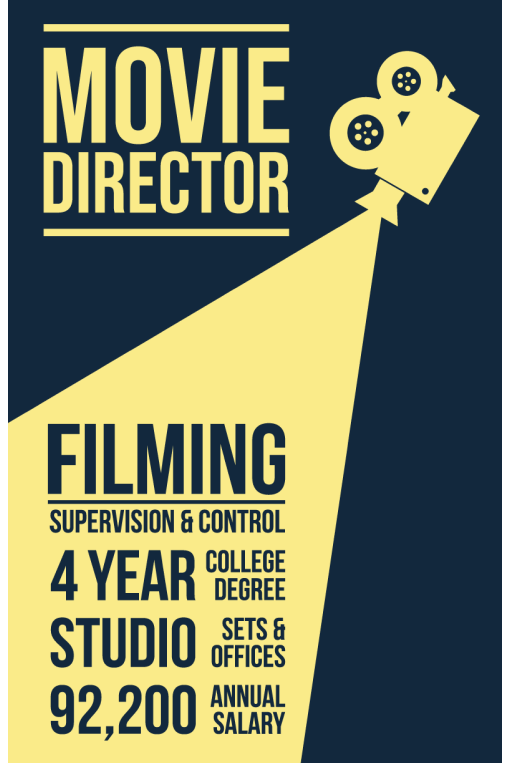 MOVIE
DIRECTOR
FILMING
SUPERVISION & CONTROL
4 YEAR COLLEGE DEGREE
STUDIO SETS & OFFICES
92,200 ANNUAL SALARY